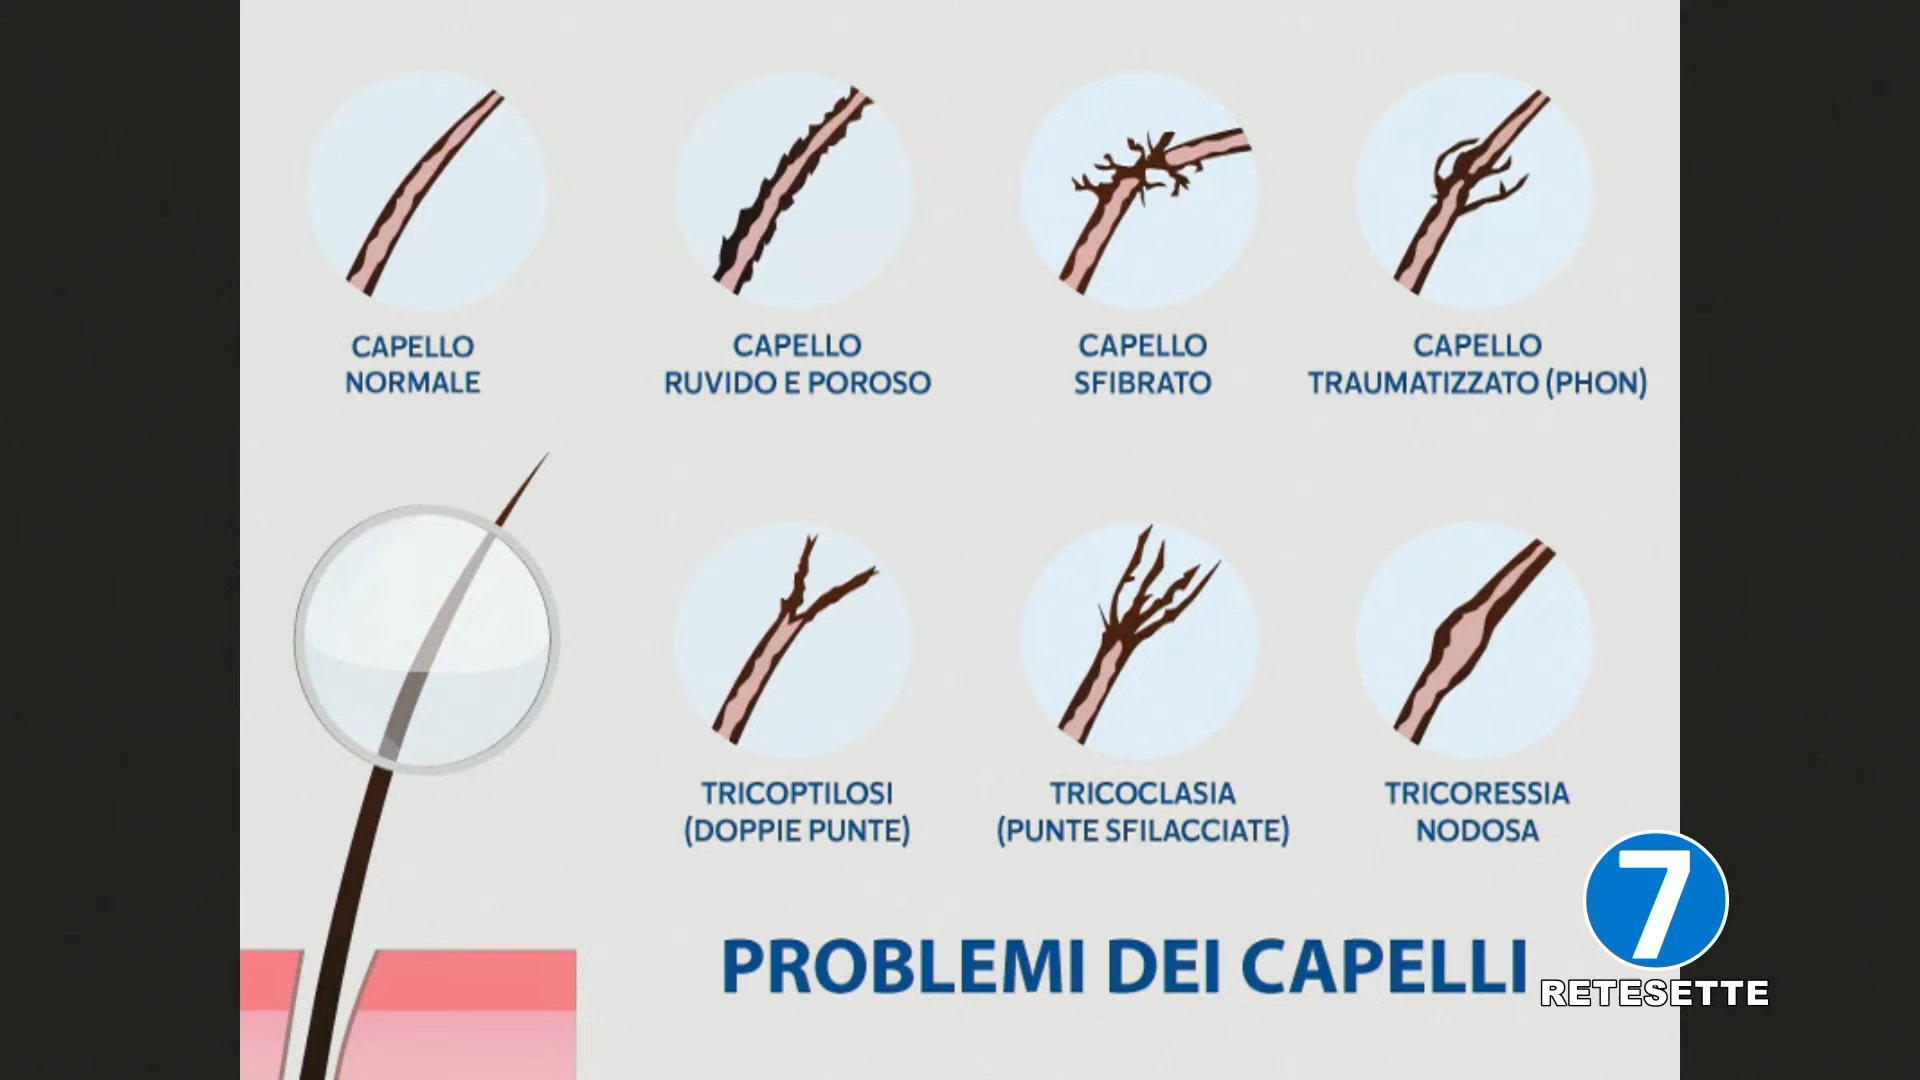 CAPELLO
NORMALE
CAPELLO
RUVIDO E POROSO
CAPELLO
SFIBRATO
CAPELLO
TRAUMATIZZATO (PHON)
TRICOPTILOSI
(DOPPIE PUNTE)
TRICOCLASIA
(PUNTE SFILACCIATE)
TRICORESSIA
NODOSA
PROBLEMI DEI CAPELLI
7
RETESETTE